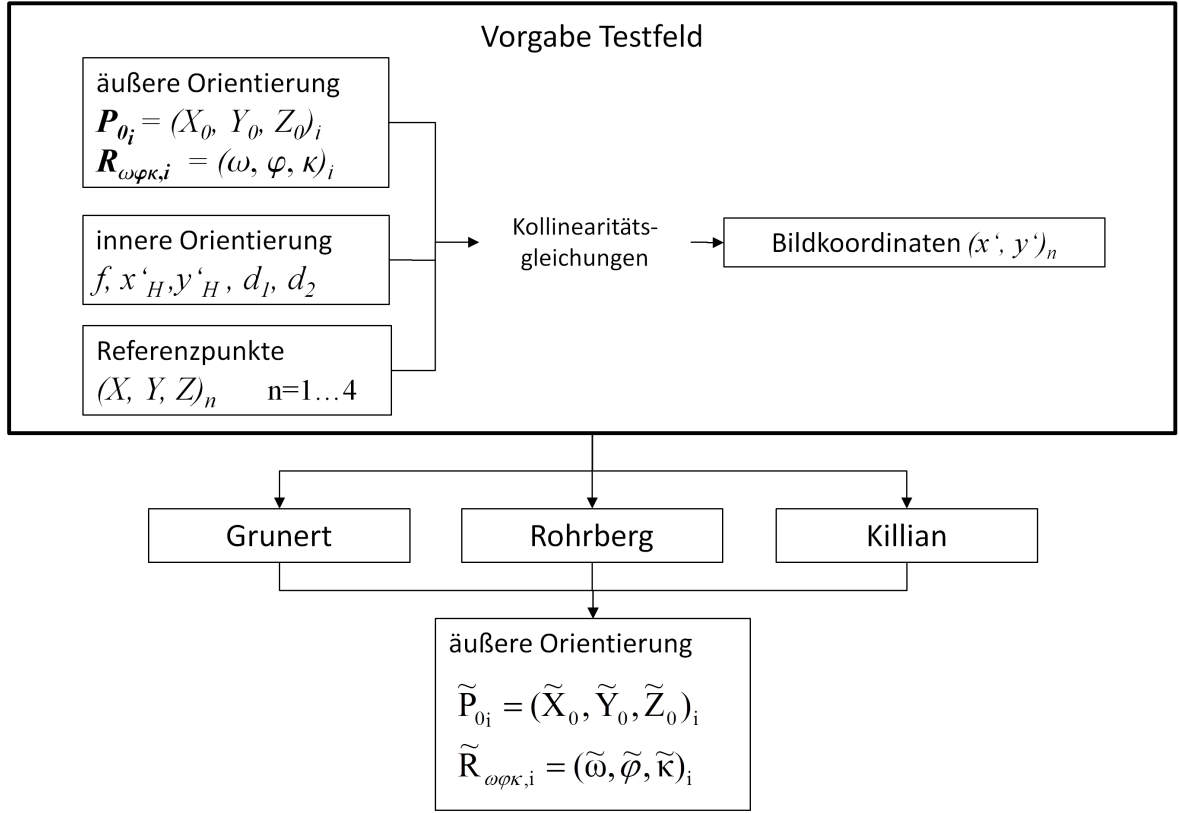 Vorgabe Testfeld
äußere Orientierung
P₀ᵢ = (X₀, Y₀, Z₀)ᵢ
R ωφκ,i = (ω, φ, κ)ᵢ
innere Orientierung
f, x‘H,y‘H , d₁, d₂
Referenzpunkte
(X, Y, Z)ₙ n=1…4
Kollinearitäts-
gleichungen
Bildkoordinaten (x‘, y‘)ₙ
Grunert
Rohrberg
Killian
äußere Orientierung
P̃₀ᵢ = (X̃₀, Ỹ₀, Z̃₀)ᵢ
R̃ ωφκ,i = (ω̃, φ̃, κ̃)ᵢ